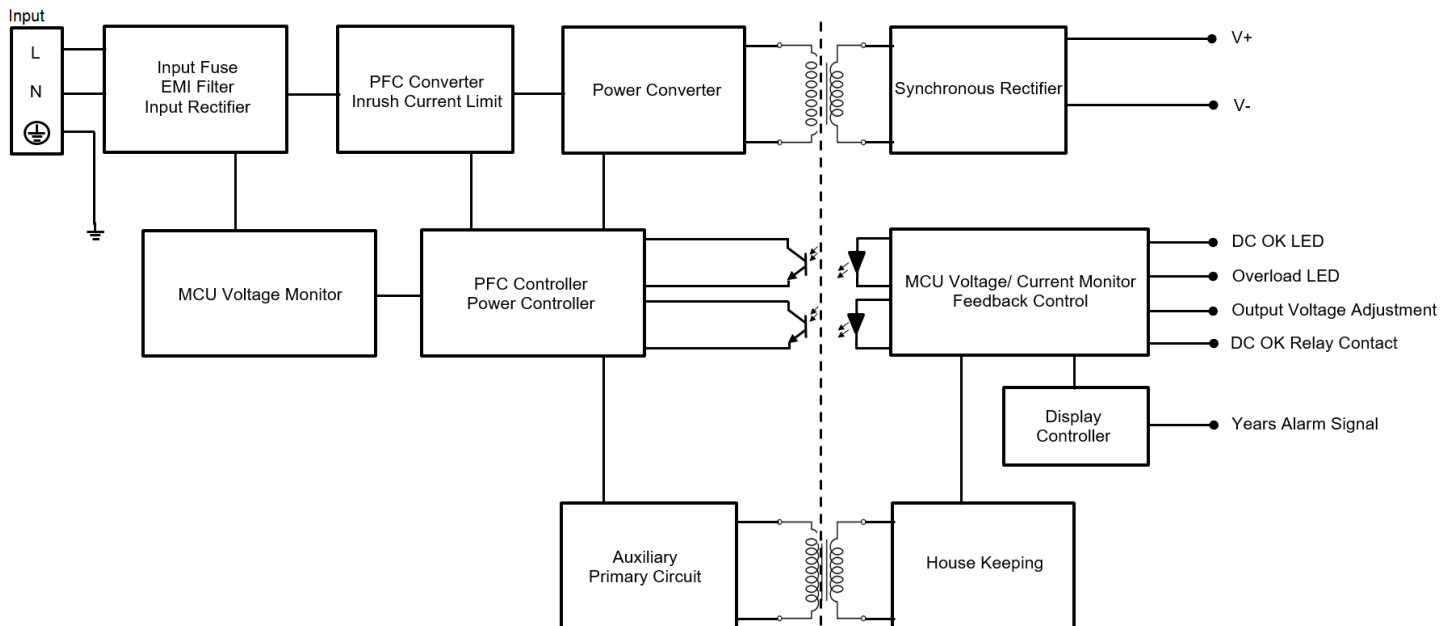 Input
L
N
Input Fuse
EMI Filter
Input Rectifier
PFC Converter
Inrush Current Limit
Power Converter
Synchronous Rectifier
V+
V-
MCU Voltage Monitor
PFC Controller
Power Controller
MCU Voltage/ Current Monitor
Feedback Control
DC OK LED
Overload LED
Output Voltage Adjustment
DC OK Relay Contact
Display
Controller
Years Alarm Signal
Auxiliary
Primary Circuit
House Keeping